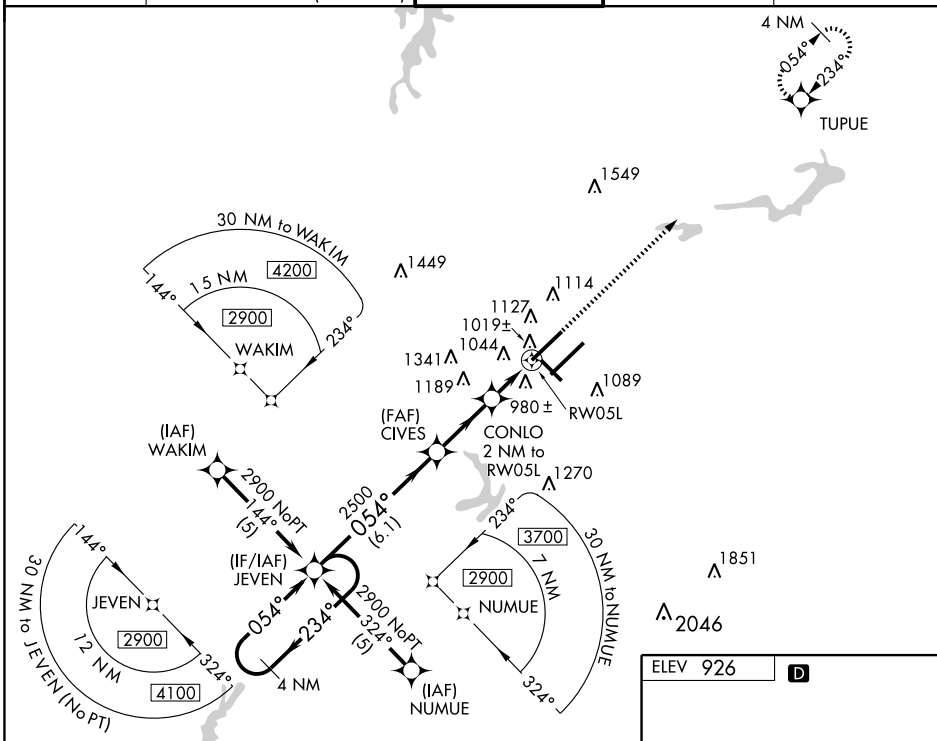 4 NM
054°
234°
TUPUE
1549
30 NM to WAKIM
4200
1449
144°
15 NM
2900
234°
WAKIM
1114
1127
1019±
1044
1341
1189
980 ±
RW05L
1089
(FAF)
CIVES
CONLO
2 NM to
RW05L
1270
(IAF)
WAKIM
2900 NoPT
144°
(5)
2500
054°
(6.1)
234°
3700
30 NM to NUMUE
7 NM
2900
NUMUE
324°
1851
2046
144°
(IF/IAF)
JEVEN
30 NM to JEVEN (No PT)
JEVEN
2900
12 NM
324°
4100
054°
234°
4 NM
2900 NoPT
324°
(5)
(IAF)
NUMUE
ELEV 926
D